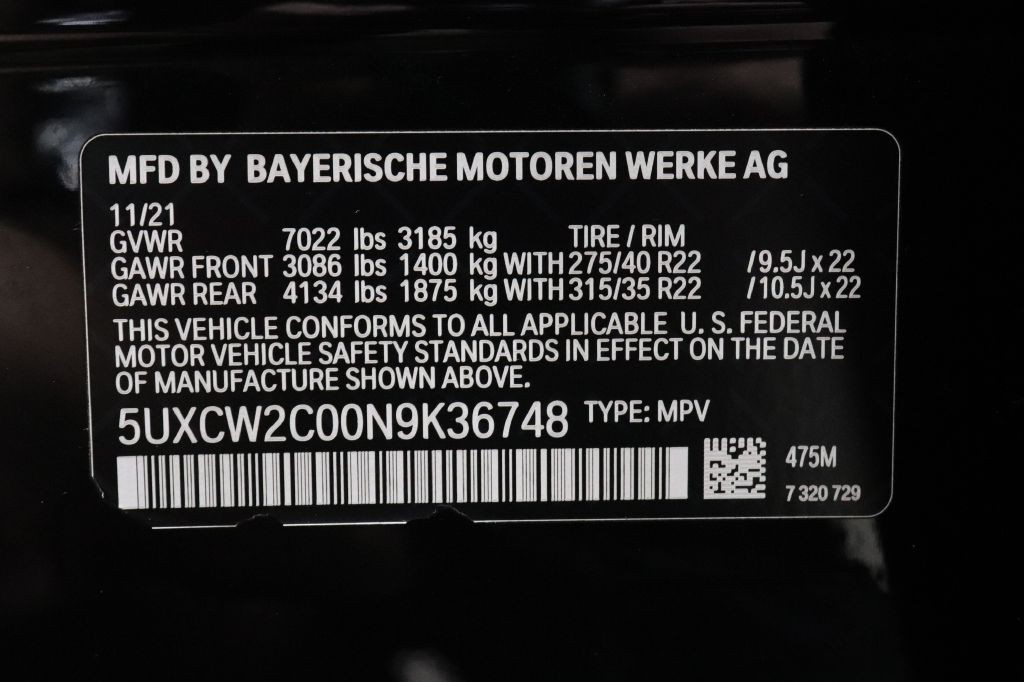 MFD BY BAYERISCHE MOTOREN WERKE AG
11/21
GVWR 7022 lbs 3185 kg TIRE / RIM
GAWR FRONT 3086 lbs 1400 kg WITH 275/40 R22 / 9.5J x 22
GAWR REAR 4134 lbs 1875 kg WITH 315/35 R22 / 10.5J x 22
THIS VEHICLE CONFORMS TO ALL APPLICABLE U. S. FEDERAL
MOTOR VEHICLE SAFETY STANDARDS IN EFFECT ON THE DATE
OF MANUFACTURE SHOWN ABOVE.
5UXCW2C00N9K36748 TYPE: MPV
475M
7 320 729